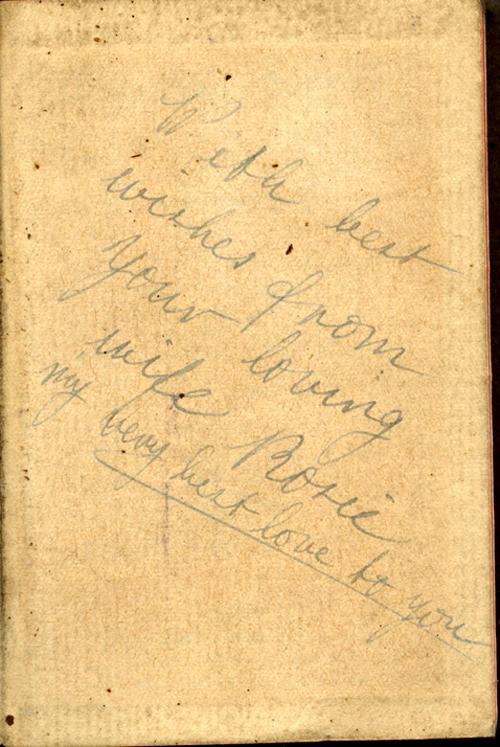 With best
wishes from
your loving
wife Rosie
my very best love to you